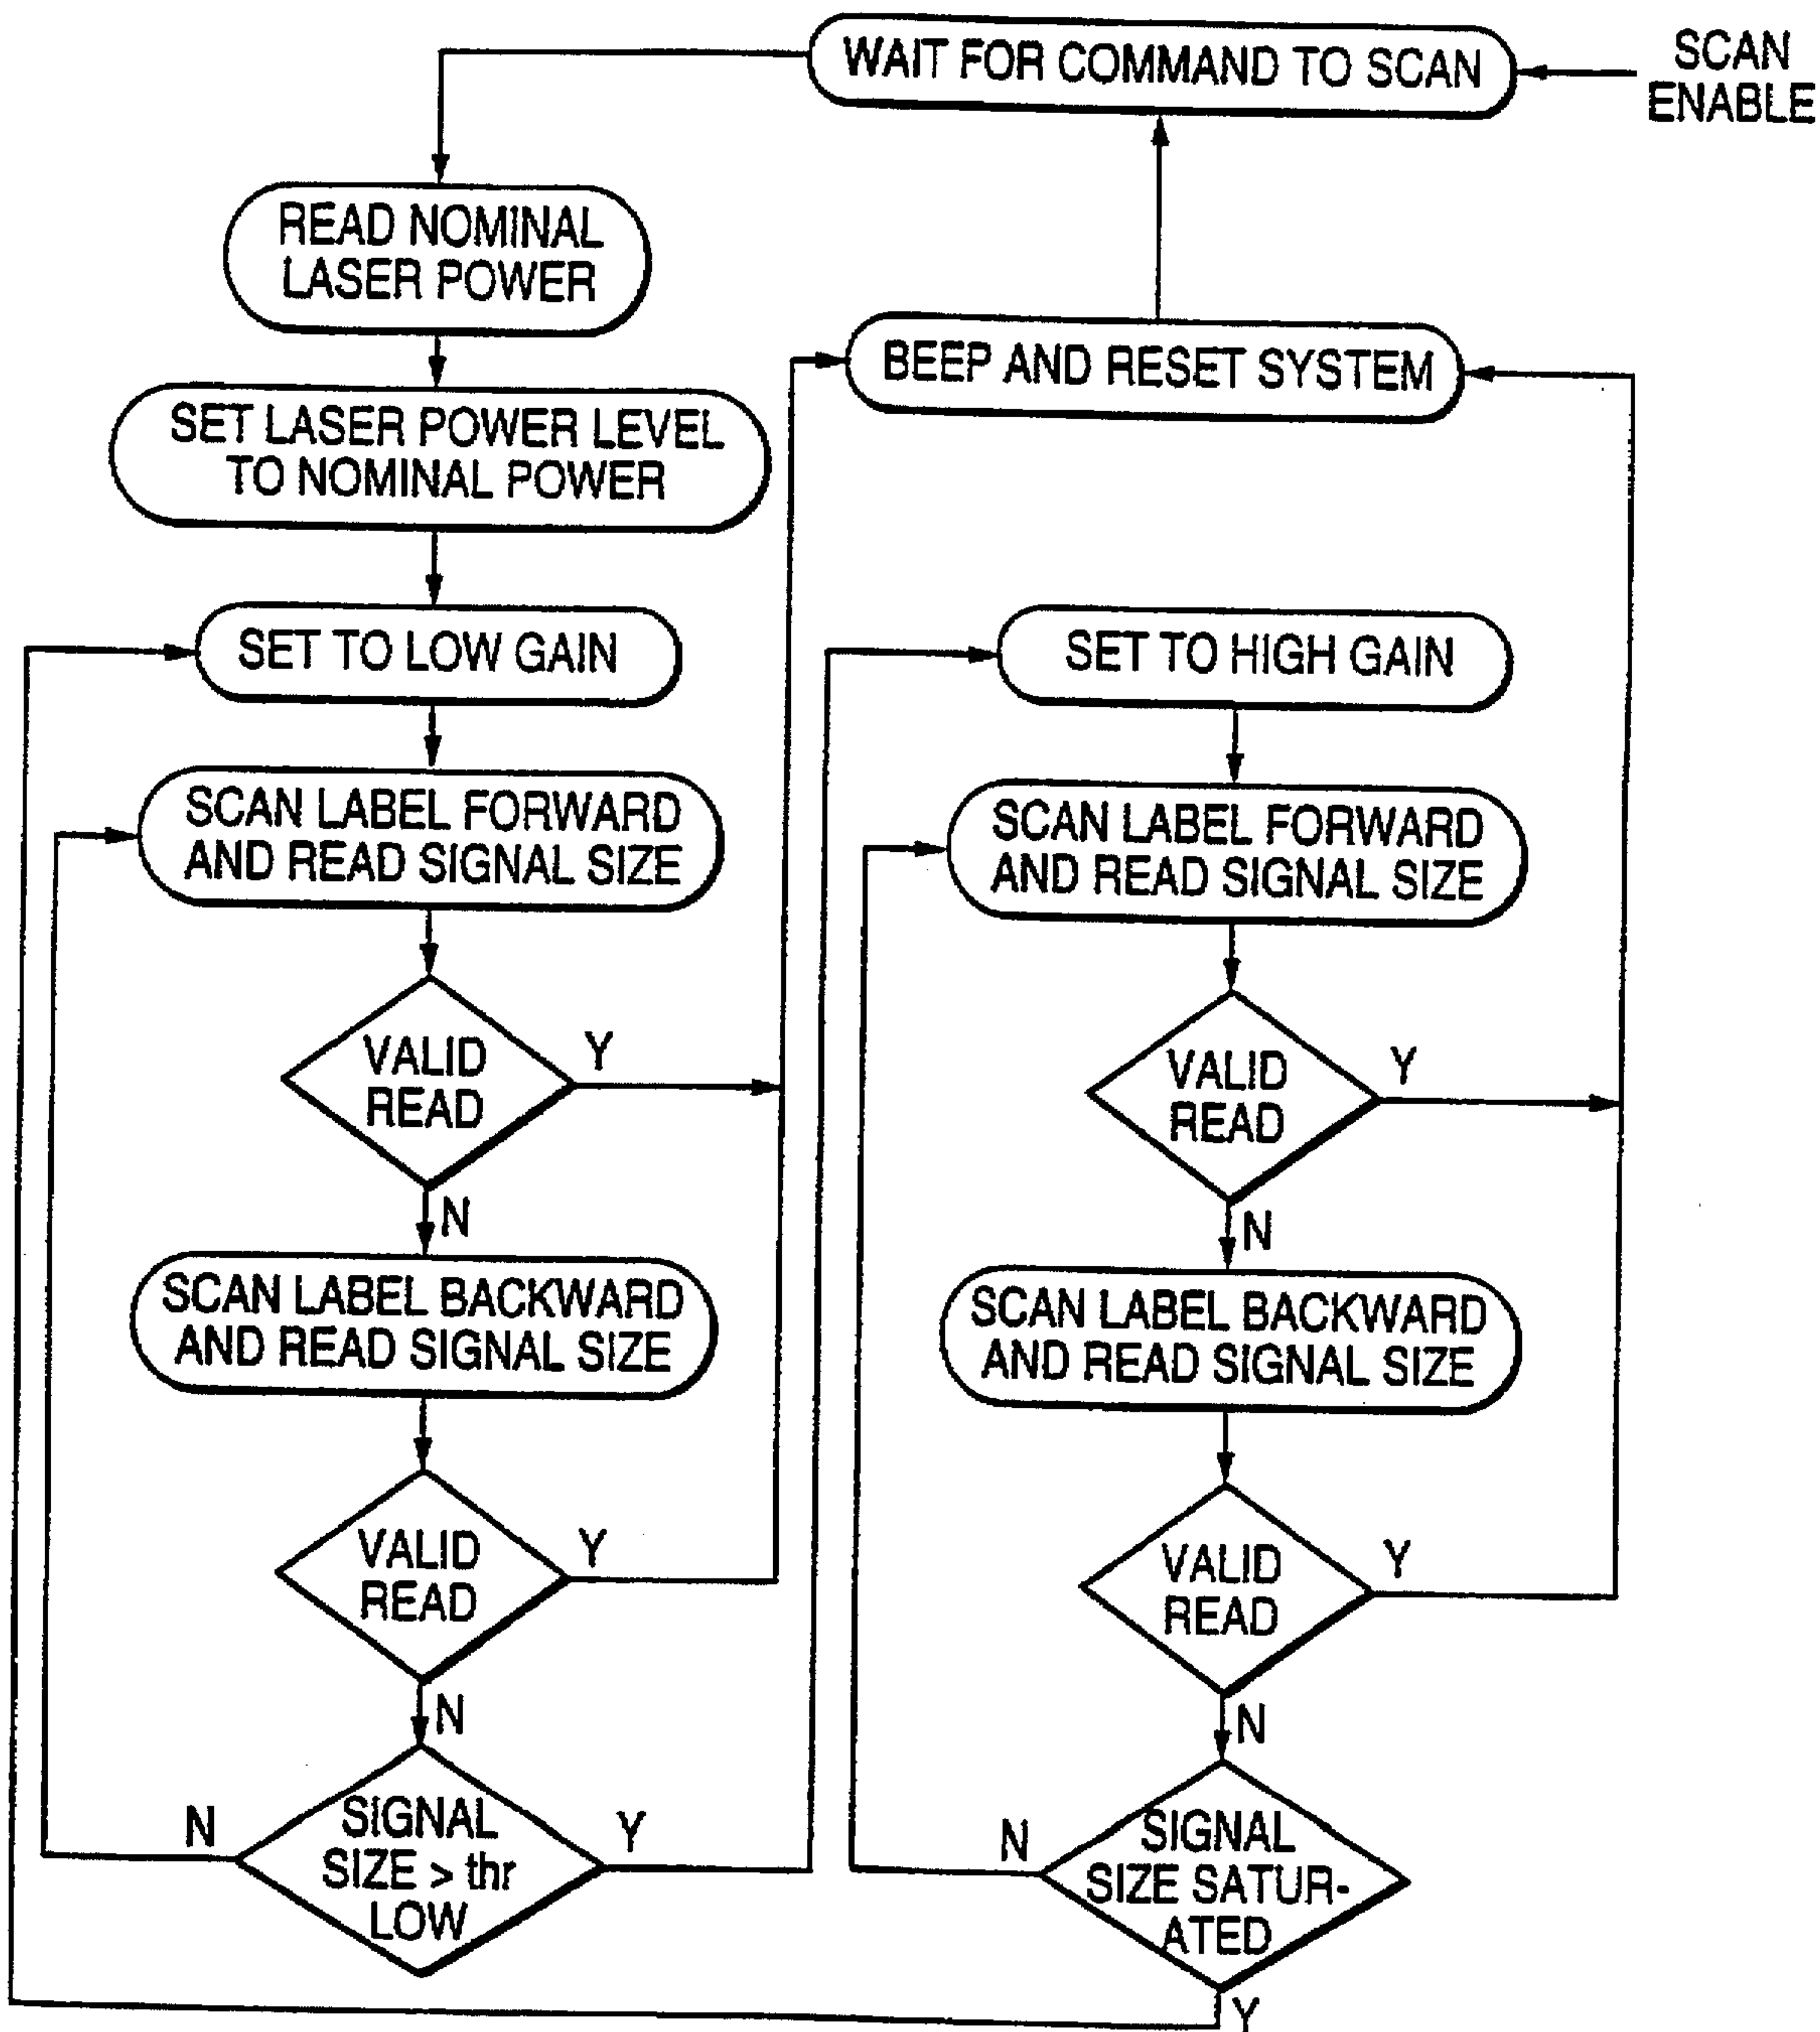 WAIT FOR COMMAND TO SCAN
SCAN
ENABLE
READ NOMINAL
LASER POWER
BEEP AND RESET SYSTEM
SET LASER POWER LEVEL
TO NOMINAL POWER
SET TO LOW GAIN
SET TO HIGH GAIN
SCAN LABEL FORWARD
AND READ SIGNAL SIZE
SCAN LABEL FORWARD
AND READ SIGNAL SIZE
VALID
READ
Y
VALID
READ
Y
N
N
SCAN LABEL BACKWARD
AND READ SIGNAL SIZE
SCAN LABEL BACKWARD
AND READ SIGNAL SIZE
VALID
READ
Y
VALID
READ
Y
N
N
N
SIGNAL
SIZE > thr
LOW
Y
N
SIGNAL
SIZE SATUR-
ATED
Y